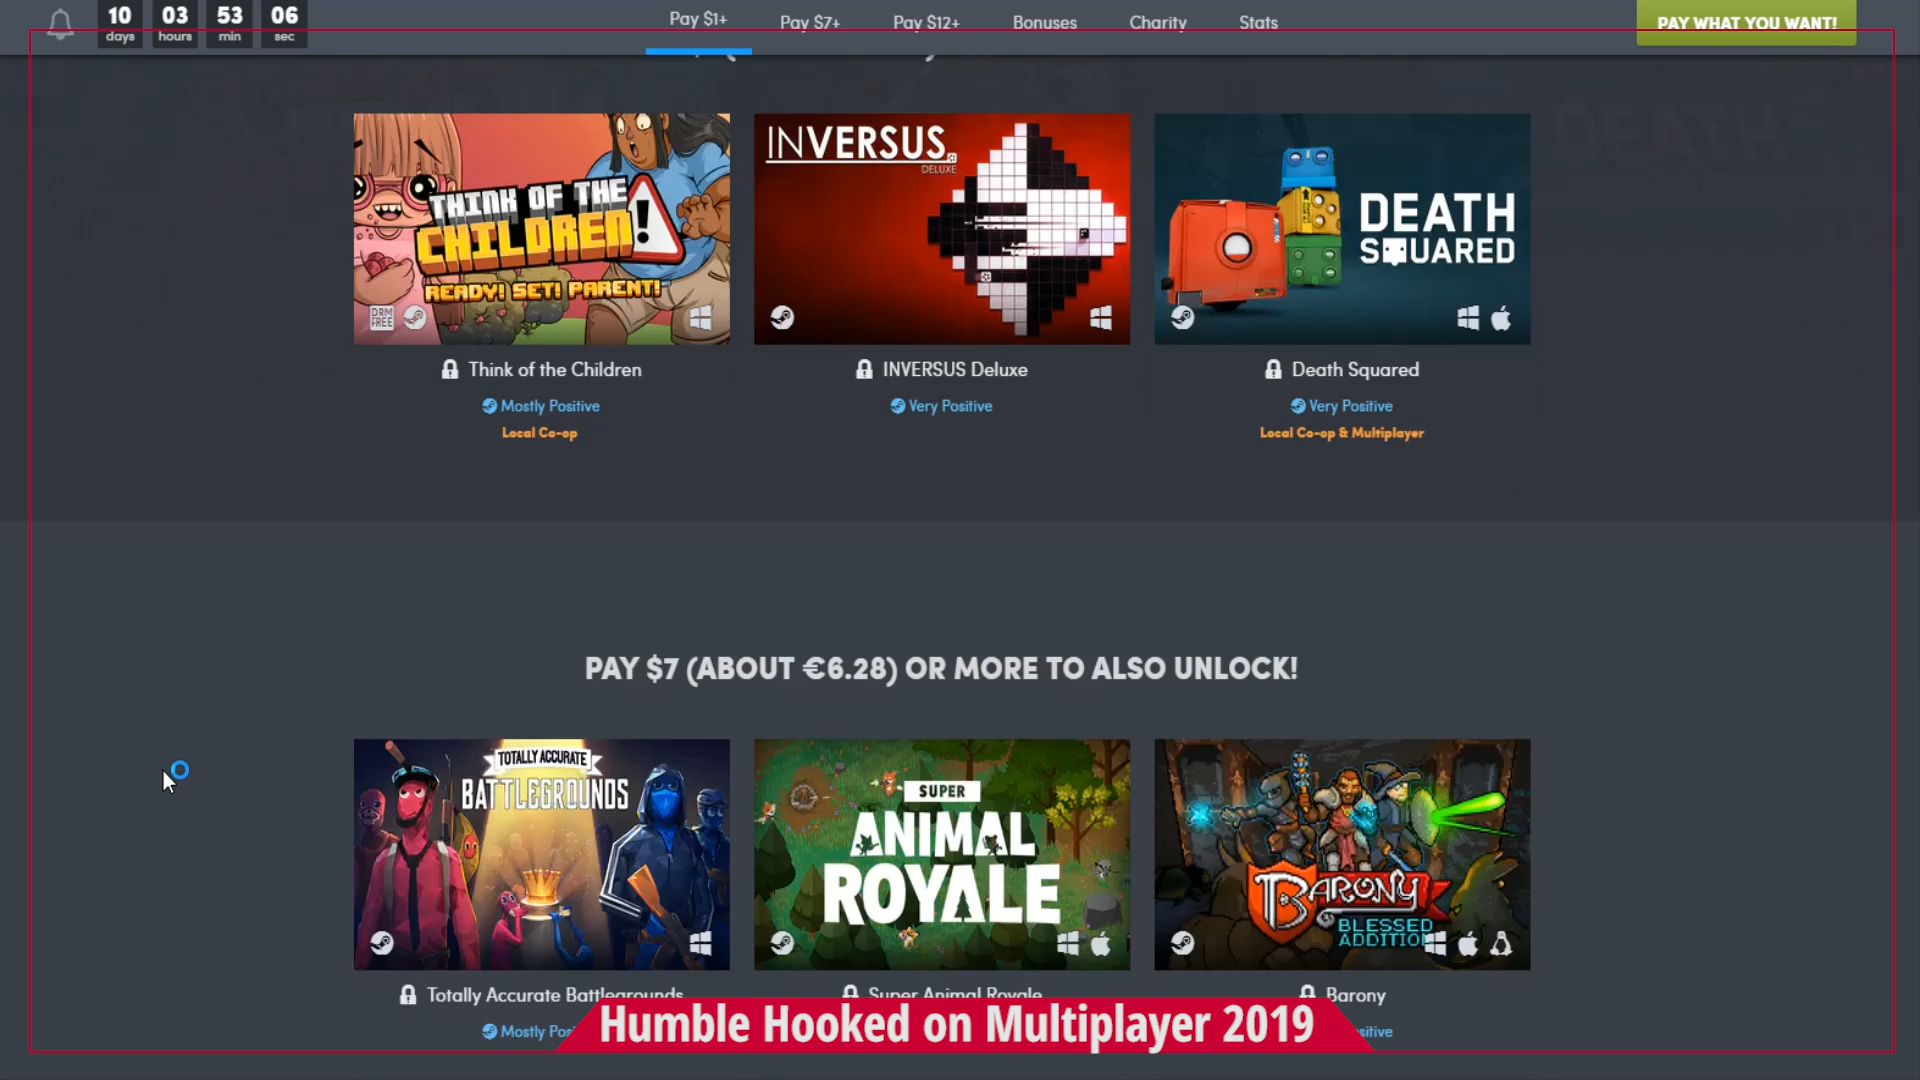 10 days
03 hours
53 min
06 sec
Pay $1+
Pay $7+
Pay $12+
Bonuses
Charity
Stats
PAY WHAT YOU WANT!
THINK OF THE
CHILDREN!
READY! SET! PARENT!
DRM
FREE
INVERSUS
DELUXE
DEATH
SQUARED
Think of the Children
INVERSUS Deluxe
Death Squared
Mostly Positive
Very Positive
Very Positive
Local Co-op
Local Co-op & Multiplayer
PAY $7 (ABOUT €6.28) OR MORE TO ALSO UNLOCK!
TOTALLY ACCURATE
BATTLEGROUNDS
SUPER
ANIMAL
ROYALE
BARONY
BLESSED
ADDITION
Totally Accurate Battlegrounds
Super Animal Royale
Barony
Mostly
Humble Hooked on Multiplayer 2019